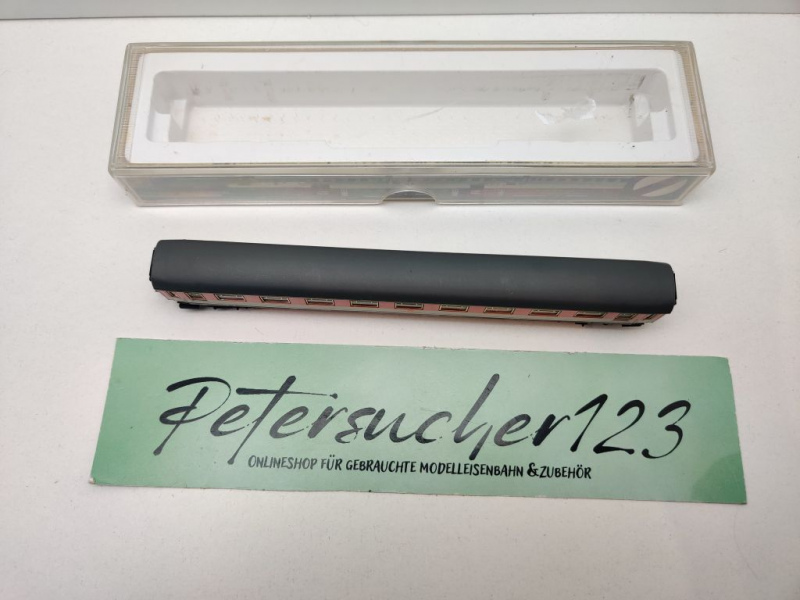 Petersucher123
ONLINESHOP FÜR GEBRAUCHTE MODELLEISENBAHN &ZUBEHÖR